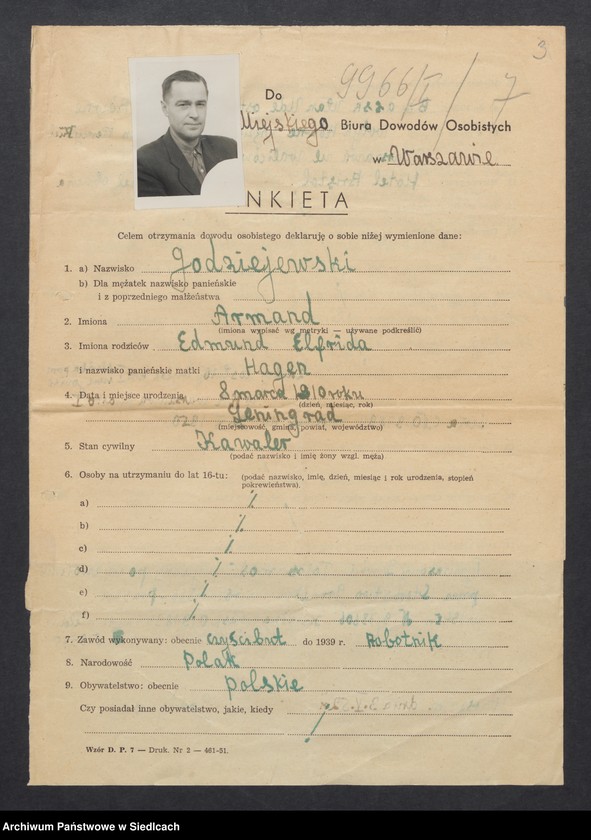 3
9966/I/7
Do
Miejskiego Biura Dowodów Osobistych
w Warszawie
NKIETA
Celem otrzymania dowodu osobistego deklaruję o sobie niżej wymienione dane:
1. a) Nazwisko Jodziejewski
b) Dla mężatek nazwisko panieńskie
i z poprzedniego małżeństwa
2. Imiona Armand
(imiona wypisać wg metryki — używane podkreślić)
3. Imiona rodziców Edmund Elfrida
i nazwisko panieńskie matki Hagen
4. Data i miejsce urodzenia 8 marca 1910 roku
(dzień, miesiąc, rok)
Leningrad
(miejscowość, gmina, powiat, województwo)
5. Stan cywilny Kawaler
(podać nazwisko i imię żony wzgl. męża)
6. Osoby na utrzymaniu do lat 16-tu: (podać nazwisko, imię, dzień, miesiąc i rok urodzenia, stopień
pokrewieństwa).
a)
b)
c)
d)
e)
f)
7. Zawód wykonywany: obecnie czyścibut do 1939 r. Robotnik
8. Narodowość Polak
9. Obywatelstwo: obecnie polskie
Czy posiadał inne obywatelstwo, jakie, kiedy
Wzór D. P. 7 — Druk. Nr 2 — 461-51.
Archiwum Państwowe w Siedlcach